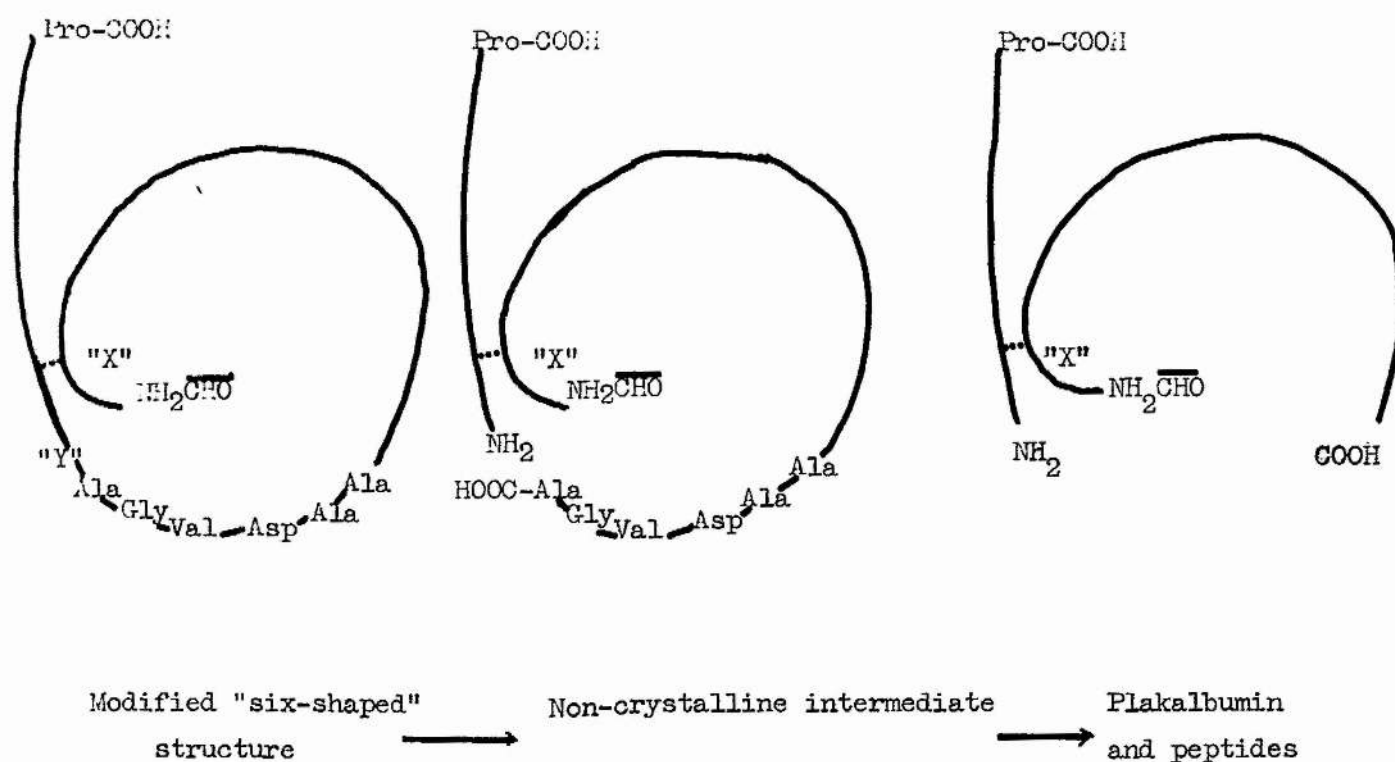 Pro-COOH
Pro-COOH
Pro-COOH
"X"
NH2CHO
"Y"
Ala
Gly
Val
Asp
Ala
Ala
"X"
NH2CHO
NH2
HOOC-Ala
Gly
Val
Asp
Ala
Ala
"X"
NH2CHO
NH2
COOH
Modified "six-shaped"
structure
Non-crystalline intermediate
Plakalbumin
and peptides